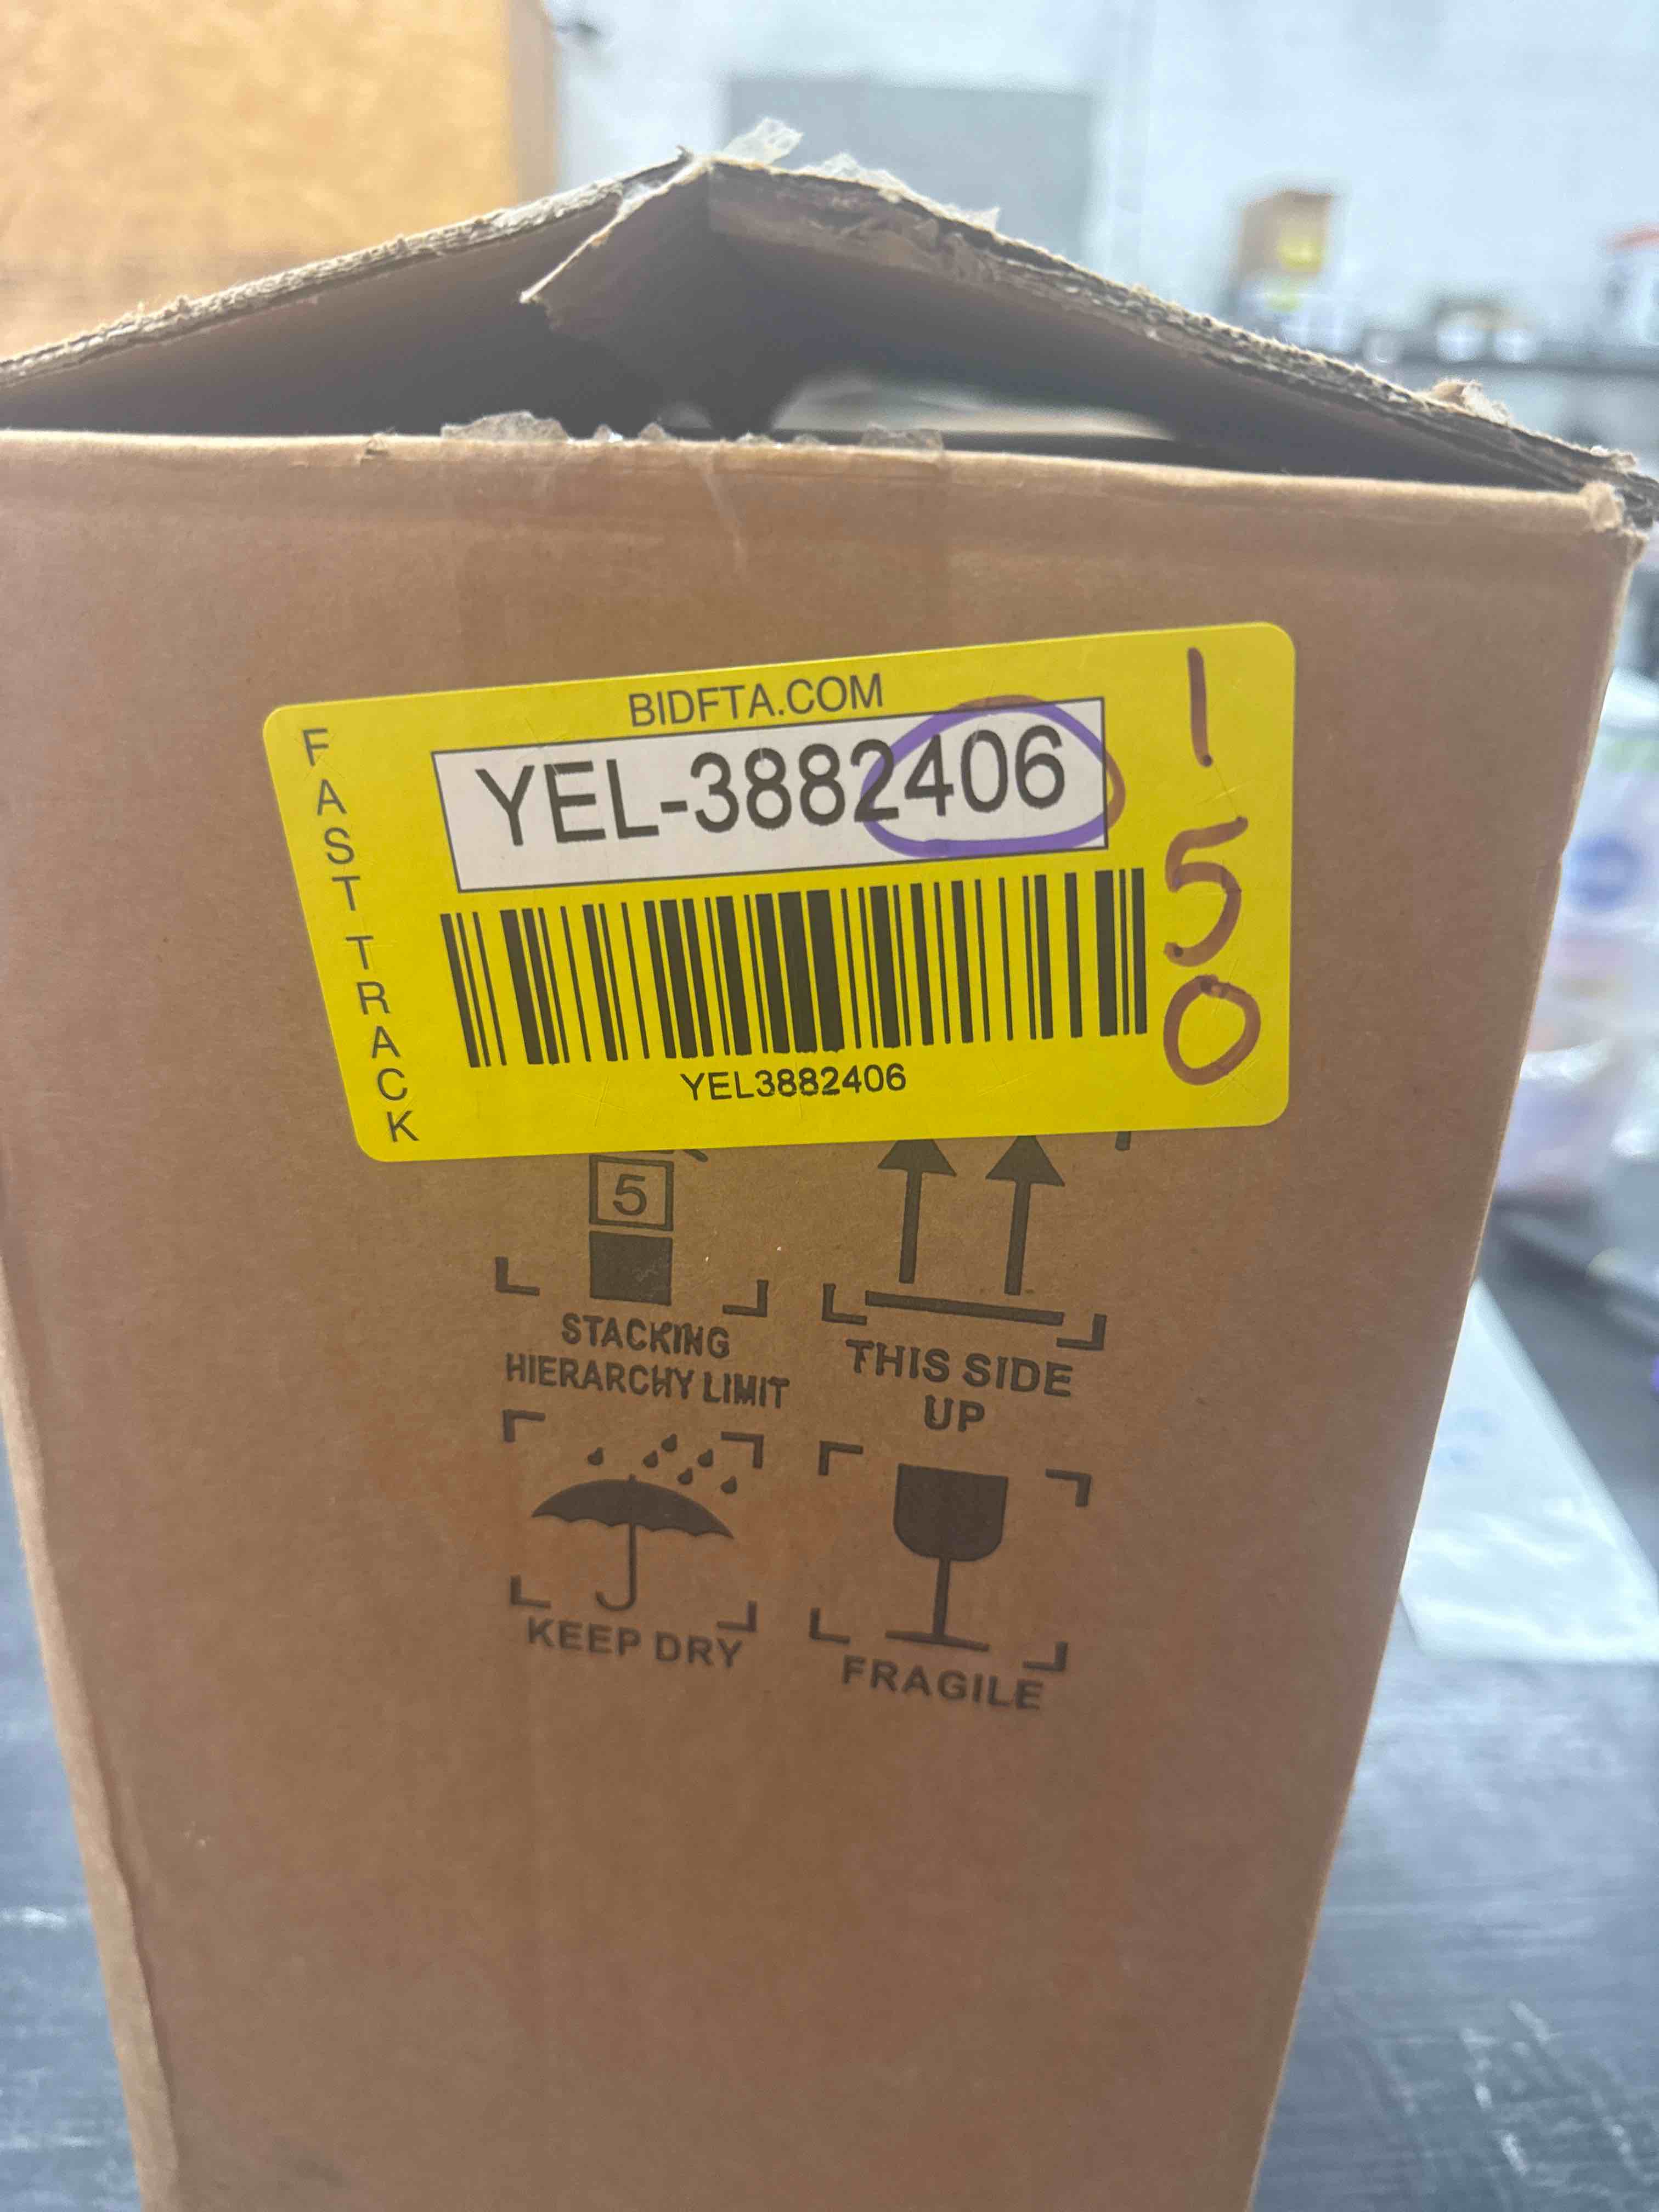 BIDFTA.COM
FAST TRACK
YEL-3882406
150
YEL3882406
5
STACKING
HIERARCHY LIMIT
THIS SIDE
UP
KEEP DRY
FRAGILE